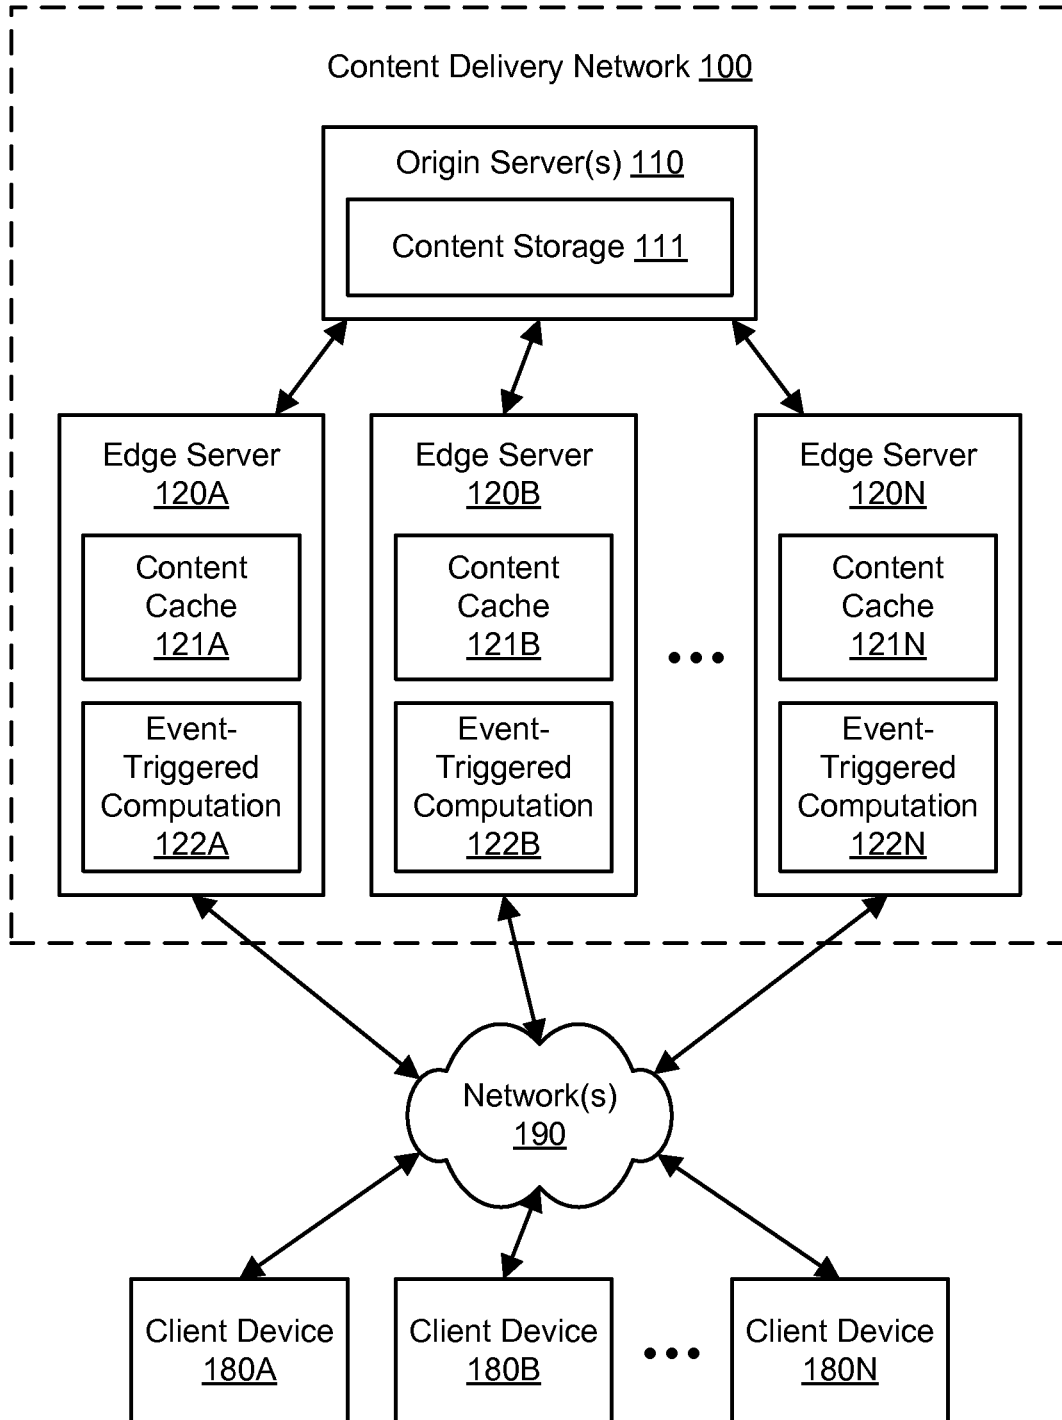 Content Delivery Network 100
Origin Server(s) 110
Content Storage 111
Edge Server
120A
Content
Cache
121A
Event-
Triggered
Computation
122A
Edge Server
120B
Content
Cache
121B
Event-
Triggered
Computation
122B
•••
Edge Server
120N
Content
Cache
121N
Event-
Triggered
Computation
122N
Network(s)
190
Client Device
180A
Client Device
180B
•••
Client Device
180N